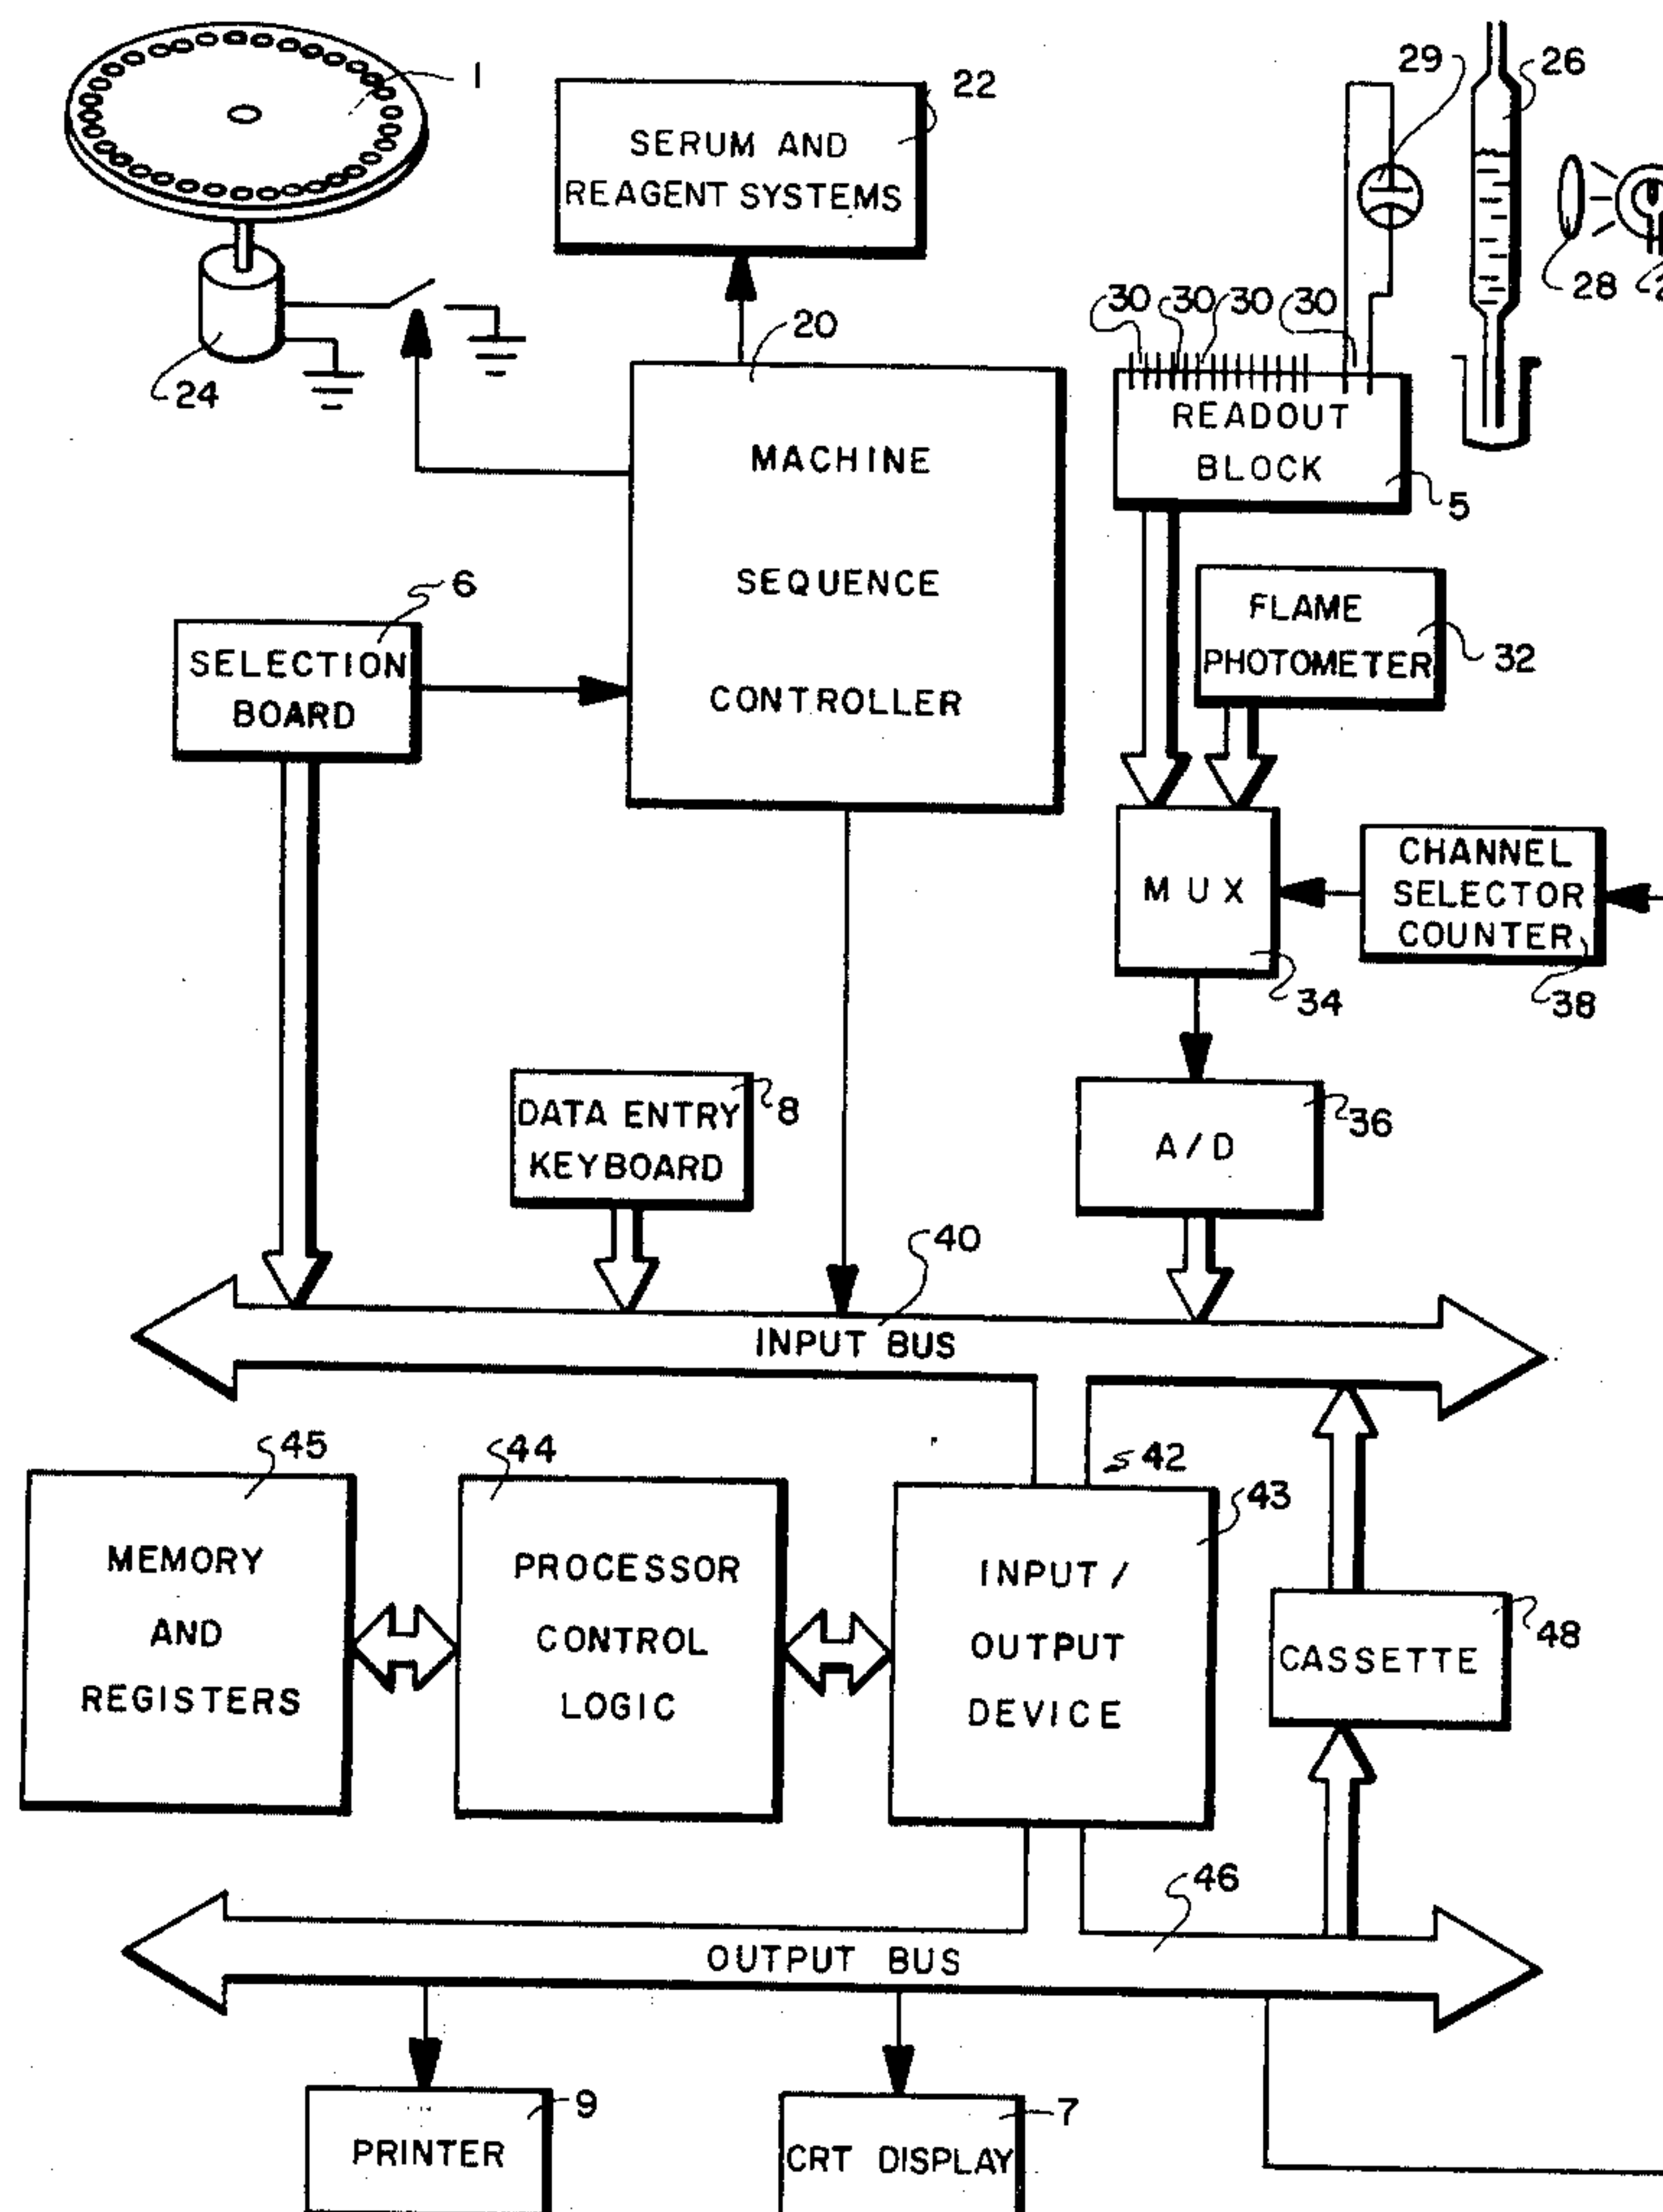 1
22
SERUM AND
REAGENT SYSTEMS
29
26
28
24
20
30 30 30 30
READOUT
BLOCK
5
MACHINE
SEQUENCE
CONTROLLER
6
SELECTION
BOARD
FLAME
PHOTOMETER
32
MUX
34
CHANNEL
SELECTOR
COUNTER
38
DATA ENTRY
KEYBOARD
8
A/D
36
40
INPUT BUS
45
MEMORY
AND
REGISTERS
44
PROCESSOR
CONTROL
LOGIC
42
43
INPUT/
OUTPUT
DEVICE
CASSETTE
48
46
OUTPUT BUS
9
PRINTER
7
CRT DISPLAY